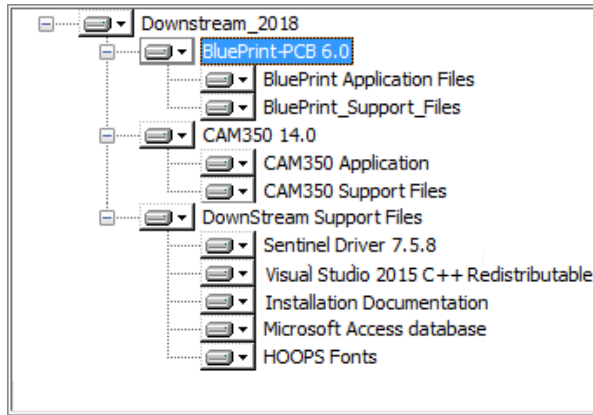 Downstream_2018
BluePrint-PCB 6.0
BluePrint Application Files
BluePrint_Support_Files
CAM350 14.0
CAM350 Application
CAM350 Support Files
DownStream Support Files
Sentinel Driver 7.5.8
Visual Studio 2015 C++ Redistributable
Installation Documentation
Microsoft Access database
HOOPS Fonts